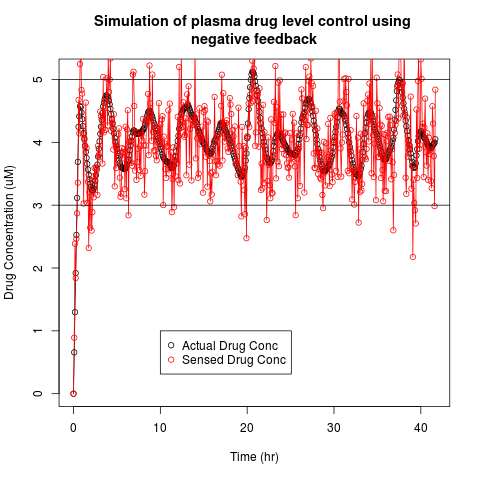 Simulation of plasma drug level control using
negative feedback
Drug Concentration (uM)
5
4
3
2
1
0
Actual Drug Conc
Sensed Drug Conc
0 10 20 30 40
Time (hr)